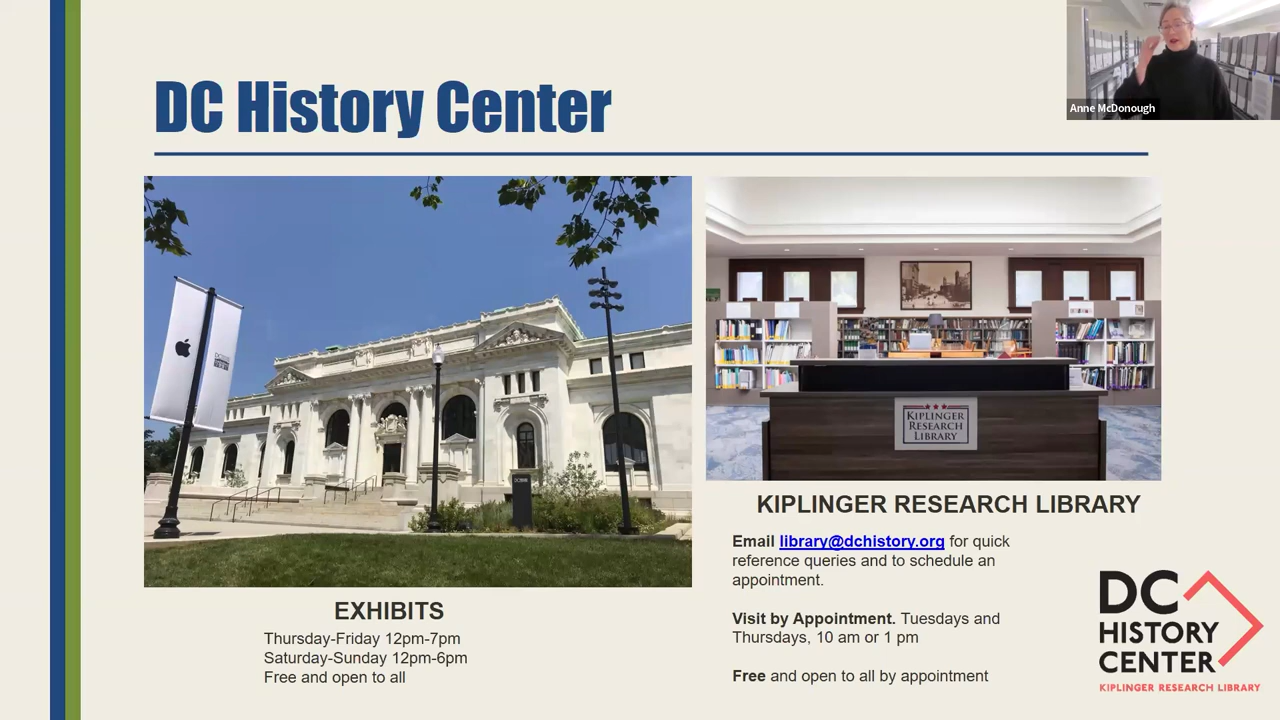 DC History Center
Anne McDonough
KIPLINGER
RESEARCH
LIBRARY
EXHIBITS
Thursday-Friday 12pm-7pm
Saturday-Sunday 12pm-6pm
Free and open to all
KIPLINGER RESEARCH LIBRARY
Email library@dchistory.org for quick
reference queries and to schedule an
appointment.
Visit by Appointment. Tuesdays and
Thursdays, 10 am or 1 pm
Free and open to all by appointment
DC
HISTORY
CENTER
KIPLINGER RESEARCH LIBRARY